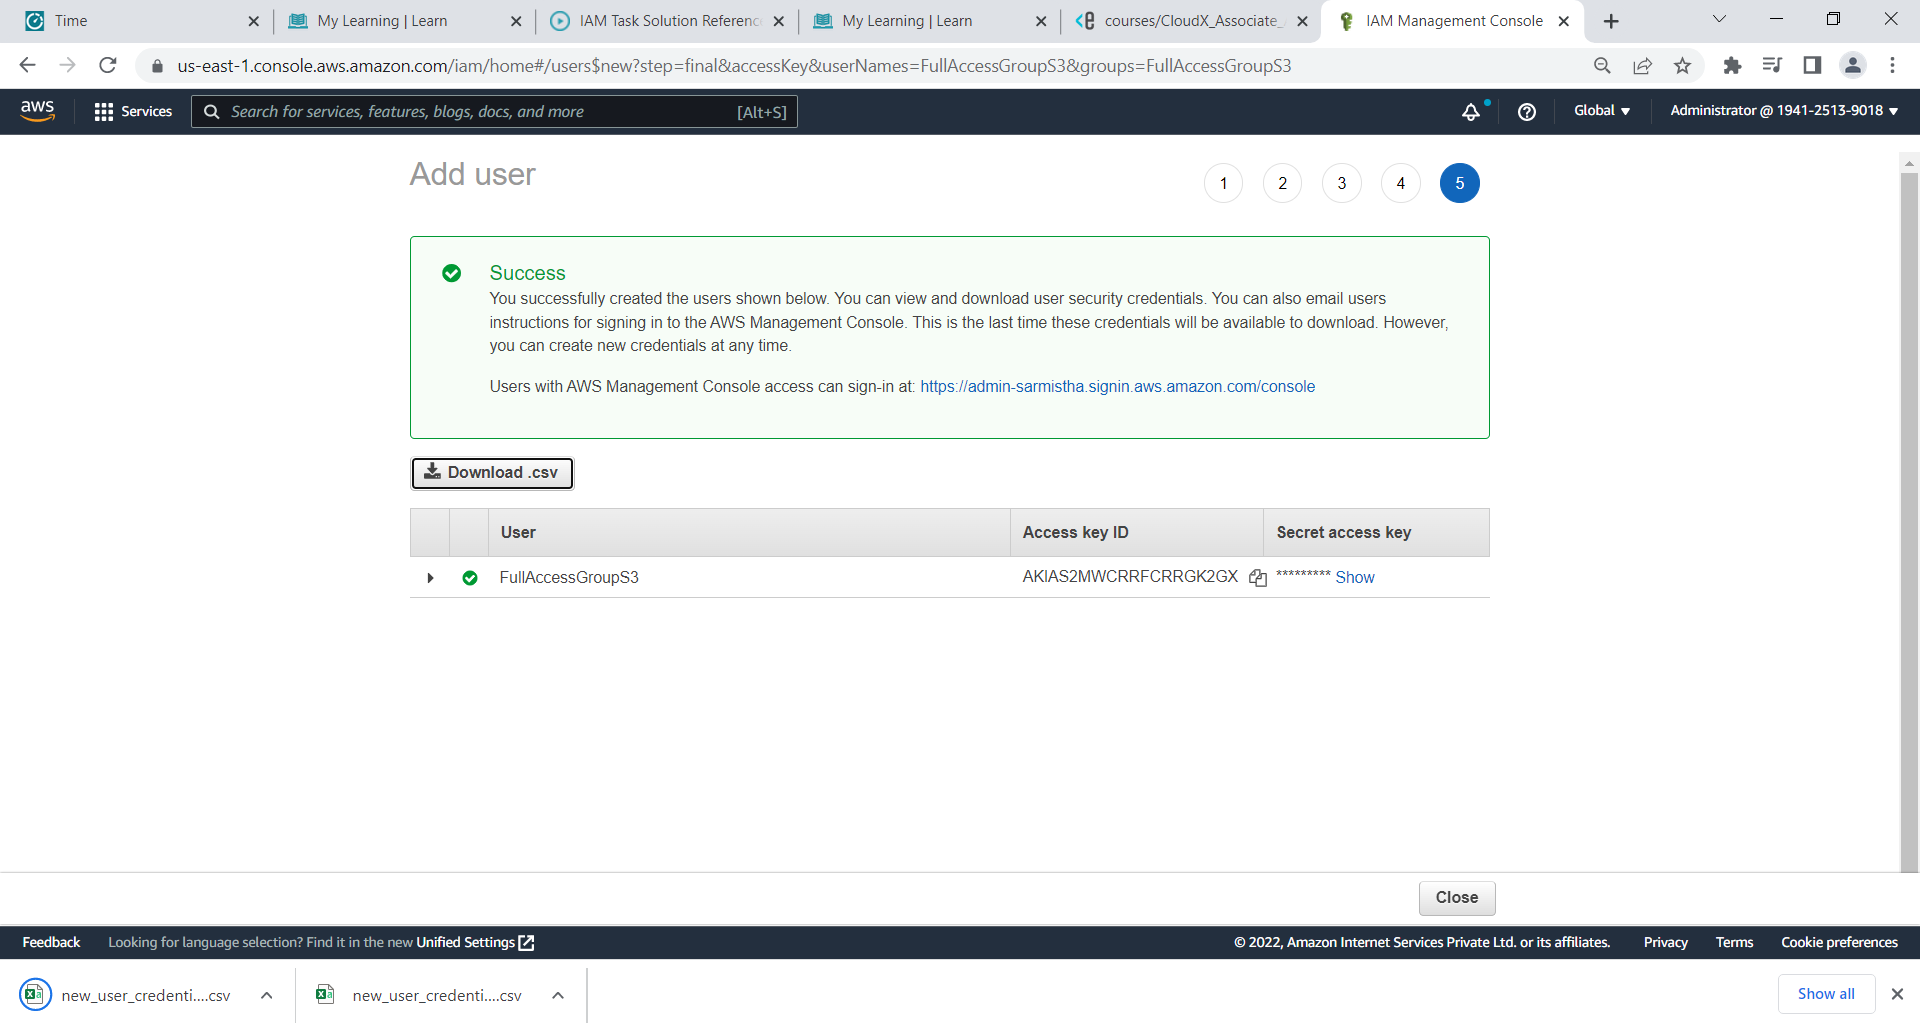 Time
My Learning | Learn
IAM Task Solution Referenc
My Learning | Learn
courses/CloudX_Associate_
IAM Management Console
us-east-1.console.aws.amazon.com/iam/home#/users$new?step=final&accessKey&userNames=FullAccessGroupS3&groups=FullAccessGroupS3
aws
Services
Search for services, features, blogs, docs, and more
[Alt+S]
Global
Administrator @ 1941-2513-9018
Add user
1
2
3
4
5
Success
You successfully created the users shown below. You can view and download user security credentials. You can also email users
instructions for signing in to the AWS Management Console. This is the last time these credentials will be available to download. However,
you can create new credentials at any time.
Users with AWS Management Console access can sign-in at: https://admin-sarmistha.signin.aws.amazon.com/console
Download .csv
User
Access key ID
Secret access key
FullAccessGroupS3
AKIAS2MWCRRFCRRGK2GX
********* Show
Close
Feedback
Looking for language selection? Find it in the new Unified Settings
© 2022, Amazon Internet Services Private Ltd. or its affiliates.
Privacy
Terms
Cookie preferences
new_user_credenti....csv
new_user_credenti....csv
Show all